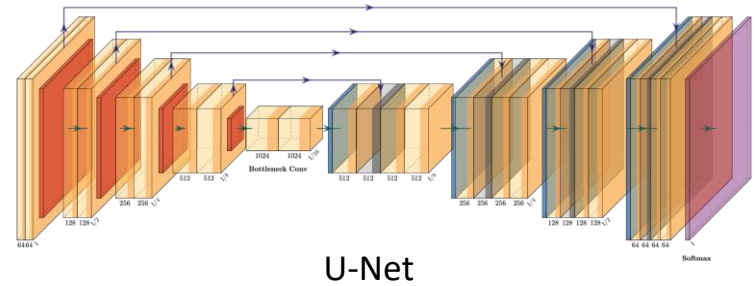 64 64 1
128 128 1/2
256 256 1/4
512 512 1/8
1024 1024 1/16
Bottleneck Conv
512 512 512 512 1/8
256 256 256 256 1/4
128 128 128 128 1/2
64 64 64 64
1
Softmax
U-Net